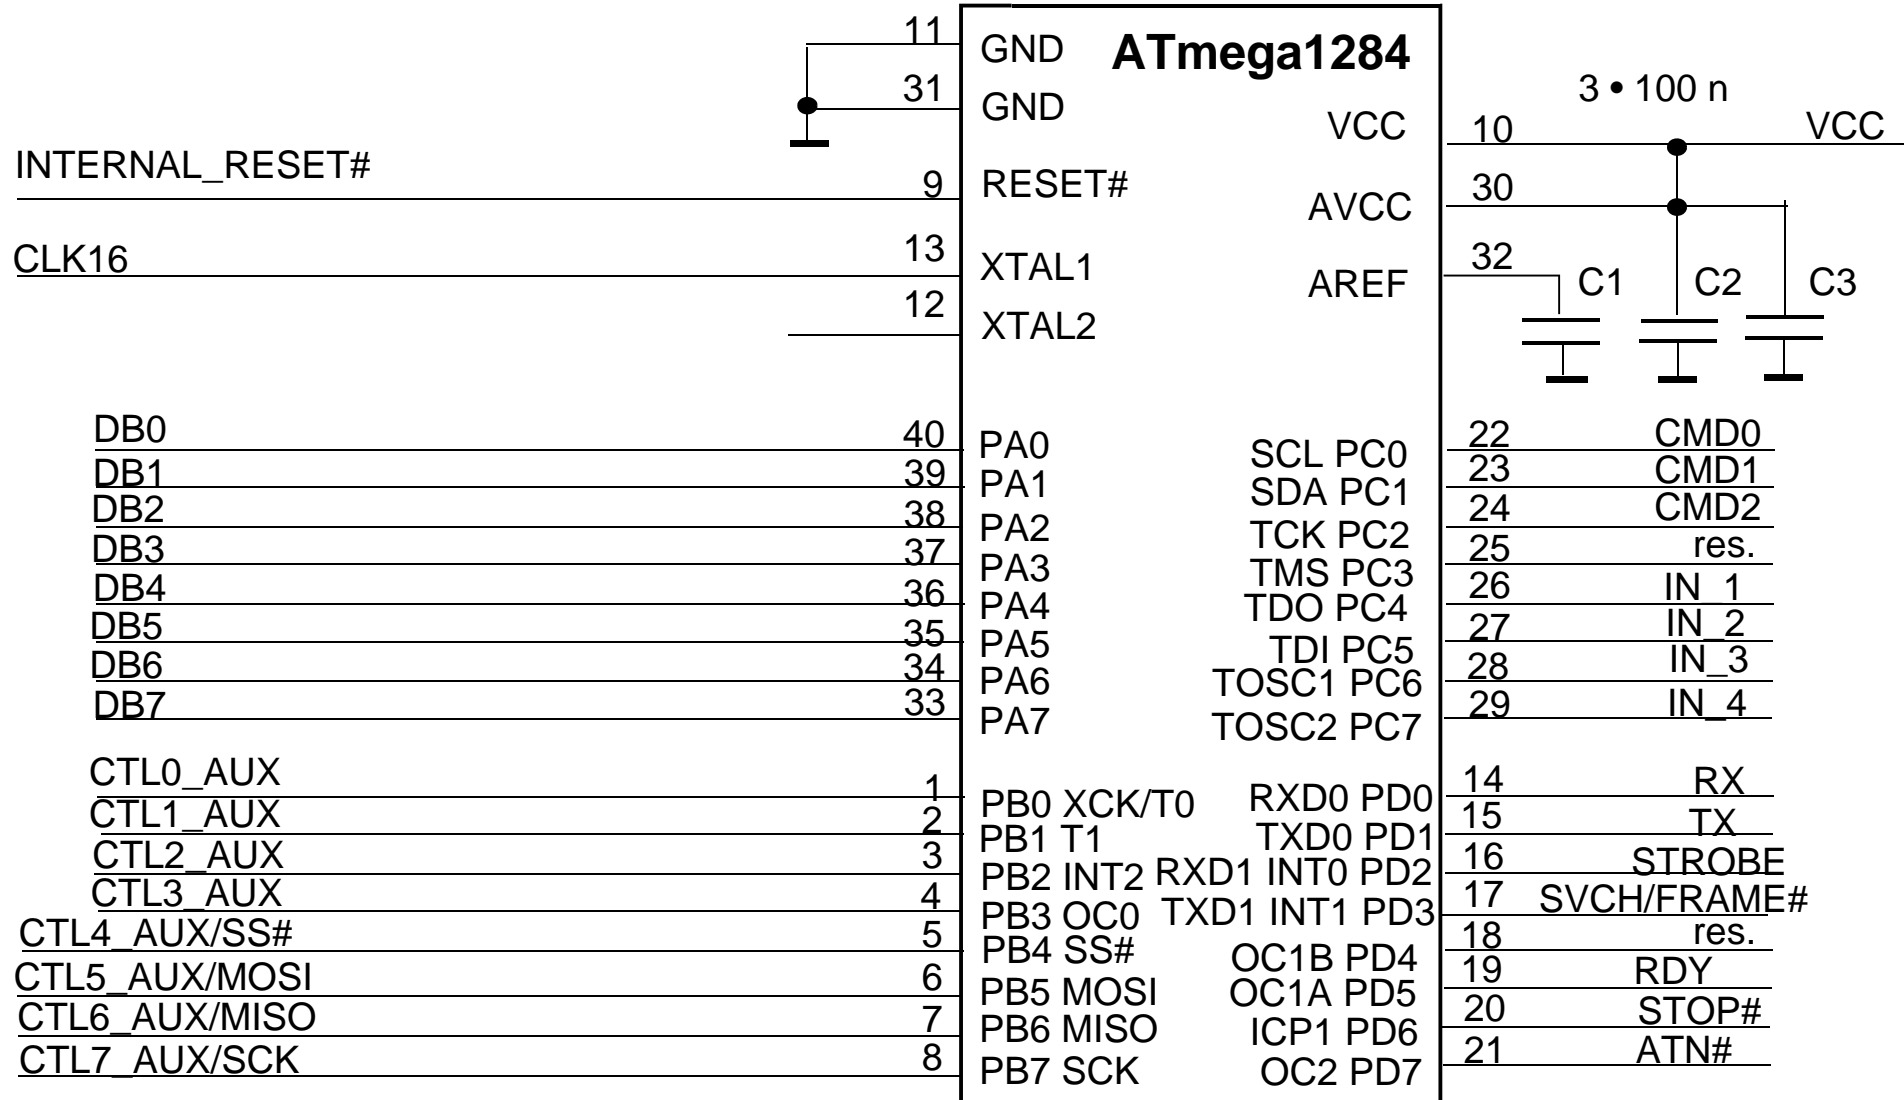 11 GND ATmega1284
31 GND 3 • 100 n
VCC 10 VCC
INTERNAL_RESET# 9 RESET# 30
AVCC
CLK16 13 XTAL1 32
AREF C1 C2 C3
12 XTAL2
DB0 40 PA0 SCL PC0 22 CMD0
DB1 39 PA1 SDA PC1 23 CMD1
DB2 38 PA2 TCK PC2 24 CMD2
DB3 37 PA3 TMS PC3 25 res.
DB4 36 PA4 TDO PC4 26 IN_1
DB5 35 PA5 TDI PC5 27 IN_2
DB6 34 PA6 TOSC1 PC6 28 IN_3
DB7 33 PA7 TOSC2 PC7 29 IN_4
CTL0_AUX 1 PB0 XCK/T0 RXD0 PD0 14 RX
CTL1_AUX 2 PB1 T1 TXD0 PD1 15 TX
CTL2_AUX 3 PB2 INT2 RXD1 INT0 PD2 16 STROBE
CTL3_AUX 4 PB3 OC0 TXD1 INT1 PD3 17 SVCH/FRAME#
CTL4_AUX/SS# 5 PB4 SS# OC1B PD4 18 res.
CTL5_AUX/MOSI 6 PB5 MOSI OC1A PD5 19 RDY
CTL6_AUX/MISO 7 PB6 MISO ICP1 PD6 20 STOP#
CTL7_AUX/SCK 8 PB7 SCK OC2 PD7 21 ATN#